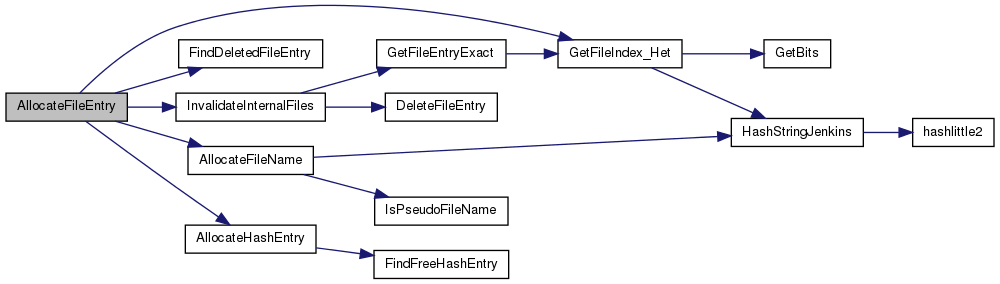 AllocateFileEntry
FindDeletedFileEntry
InvalidateInternalFiles
AllocateFileName
AllocateHashEntry
GetFileEntryExact
DeleteFileEntry
IsPseudoFileName
FindFreeHashEntry
GetFileIndex_Het
GetBits
HashStringJenkins
hashlittle2